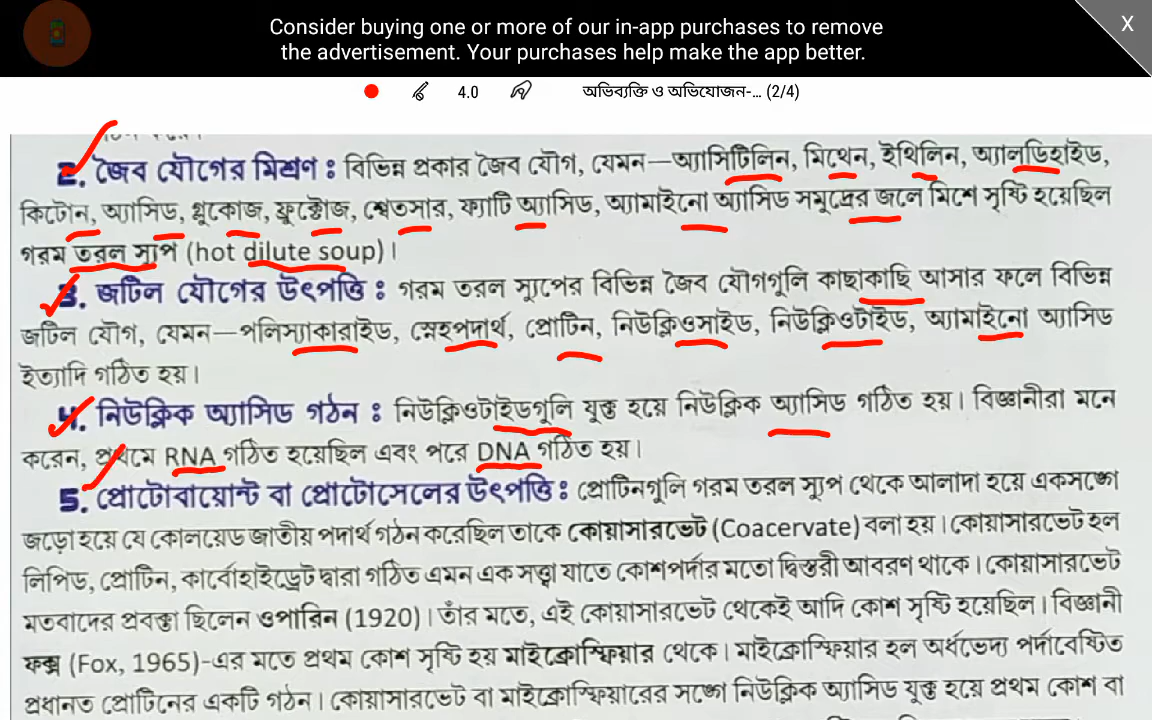 Consider buying one or more of our in-app purchases to remove
the advertisement. Your purchases help make the app better.
X
4.0 অভিব্যক্তি ও অভিযোজন-... (2/4)
2. জৈব যৌগের মিশ্রণ : বিভিন্ন প্রকার জৈব যৌগ, যেমন—অ্যাসিটিলিন, মিথেন, ইথিলিন, অ্যালডিহাইড,
কিটোন, অ্যাসিড, গ্লুকোজ, ফ্রুক্টোজ, শ্বেতসার, ফ্যাটি অ্যাসিড, অ্যামাইনো অ্যাসিড সমুদ্রের জলে মিশে সৃষ্টি হয়েছিল
গরম তরল স্যুপ (hot dilute soup)।
3. জটিল যৌগের উৎপত্তি : গরম তরল স্যুপের বিভিন্ন জৈব যৌগগুলি কাছাকাছি আসার ফলে বিভিন্ন
জটিল যৌগ, যেমন—পলিস্যাকারাইড, স্নেহপদার্থ, প্রোটিন, নিউক্লিওসাইড, নিউক্লিওটাইড, অ্যামাইনো অ্যাসিড
ইত্যাদি গঠিত হয়।
4. নিউক্লিক অ্যাসিড গঠন : নিউক্লিওটাইডগুলি যুক্ত হয়ে নিউক্লিক অ্যাসিড গঠিত হয়। বিজ্ঞানীরা মনে
করেন, প্রথমে RNA গঠিত হয়েছিল এবং পরে DNA গঠিত হয়।
5. প্রোটোবায়োন্ট বা প্রোটোসেলের উৎপত্তি : প্রোটিনগুলি গরম তরল স্যুপ থেকে আলাদা হয়ে একসঙ্গে
জড়ো হয়ে যে কোলয়েড জাতীয় পদার্থ গঠন করেছিল তাকে কোয়াসারভেট (Coacervate) বলা হয়। কোয়াসারভেট হল
লিপিড, প্রোটিন, কার্বোহাইড্রেট দ্বারা গঠিত এমন এক সত্ত্বা যাতে কোশপর্দার মতো দ্বিস্তরী আবরণ থাকে। কোয়াসারভেট
মতবাদের প্রবক্তা ছিলেন ওপারিন (1920)। তাঁর মতে, এই কোয়াসারভেট থেকেই আদি কোশ সৃষ্টি হয়েছিল। বিজ্ঞানী
ফক্স (Fox, 1965)-এর মতে প্রথম কোশ সৃষ্টি হয় মাইক্রোস্ফিয়ার থেকে। মাইক্রোস্ফিয়ার হল অর্ধভেদ্য পর্দাবেষ্টিত
প্রধানত প্রোটিনের একটি গঠন। কোয়াসারভেট বা মাইক্রোস্ফিয়ারের সঙ্গে নিউক্লিক অ্যাসিড যুক্ত হয়ে প্রথম কোশ বা